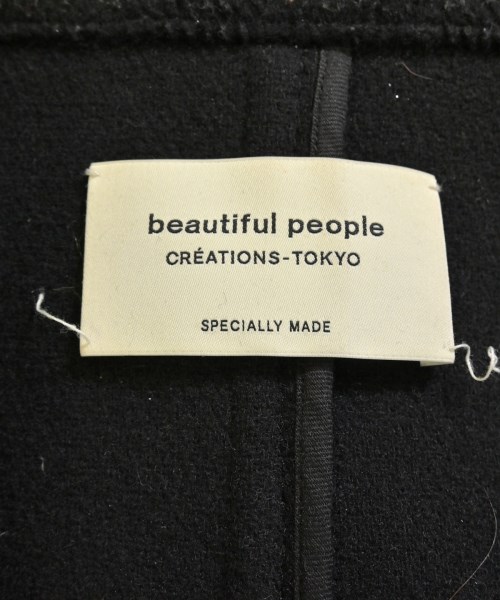 beautiful people
CRÉATIONS-TOKYO
SPECIALLY MADE